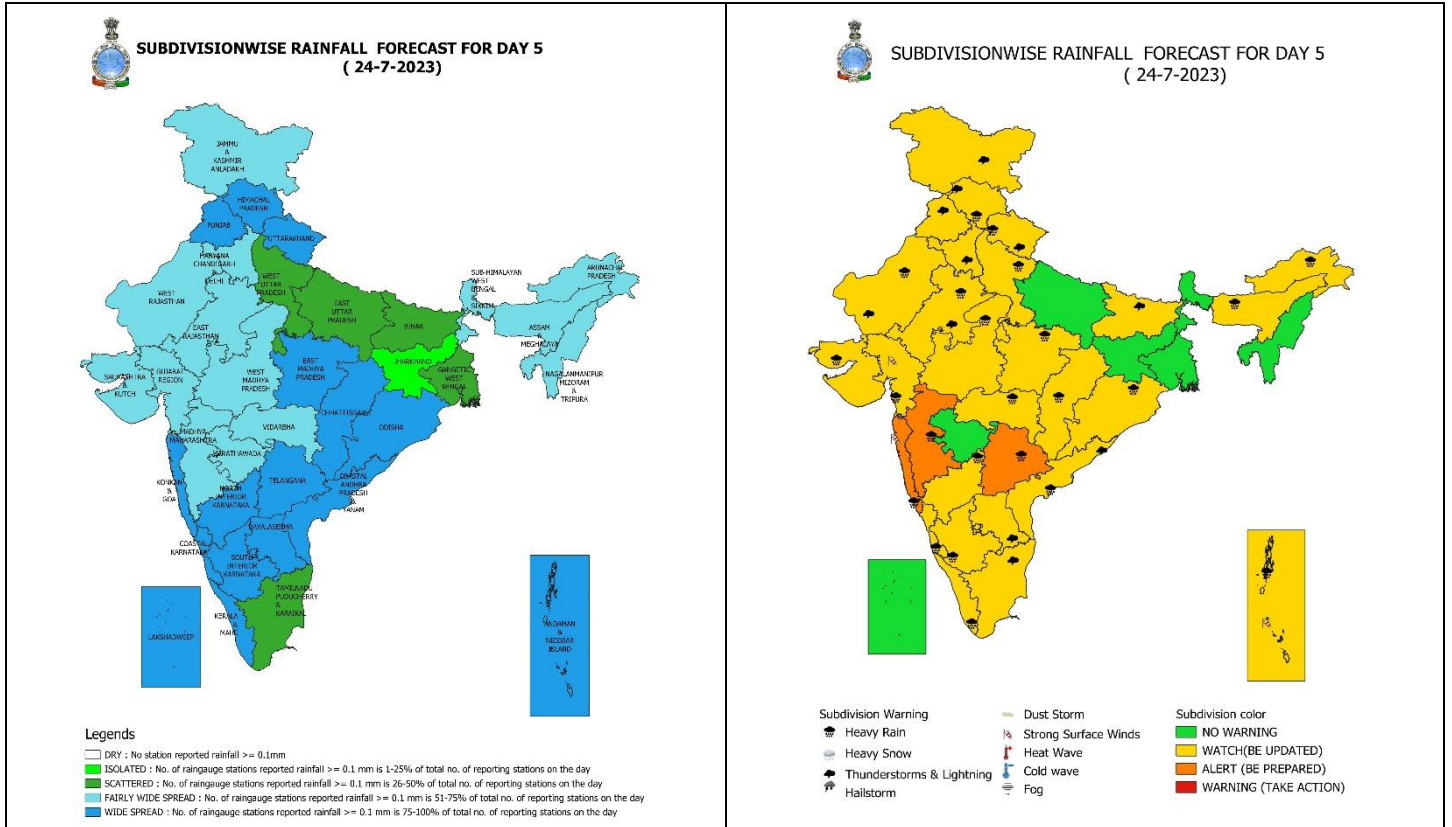 SUBDIVISIONWISE RAINFALL FORECAST FOR DAY 5
( 24-7-2023)
JAMMU
&
KASHMIR
ANLADAKH
HIMACHAL
PRADESH
PUNJAB
UTTARAKHAND
HARYANA
CHANDIGARH
&
DELHI
WEST
UTTAR
PRADESH
SUB-HIMALAYAN
WEST
BENGAL
&
SIKKIM
ARUNACHAL
PRADESH
WEST
RAJASTHAN
EAST
UTTAR
PRADESH
EAST
RAJASTHAN
BIHAR
ASSAM
&
MEGHALAYA
JHARKHAND
GANGETIC
WEST
BENGAL
EAST
MADHYA
PRADESH
SAURASHTRA
&
KUTCH
GUJARAT
REGION
WEST
MADHYA
PRADESH
NAGALANMANIPUR
MIZORAM
&
TRIPURA
CHHATTISGARH
ODISHA
VIDARBHA
MADHYA
MAHARASHTRA
MARATHAWADA
TELANGANA
KONKAN
&
GOA
NORTH
INTERIOR
KARNATAKA
COASTAL
ANDHRA
PRADESH
&
YANAM
RAYALASEEMA
COASTAL
KARNATAKA
SOUTH
INTERIOR
KARNATAKA
TAMILNADU
PUDUCHERRY
&
KARAIKAL
KERALA
&
MAHE
LAKSHADWEEP
ANDAMAN
&
NICOBAR
ISLAND
Legends
DRY : No station reported rainfall >= 0.1mm
ISOLATED : No. of raingauge stations reported rainfall >= 0.1 mm is 1-25% of total no. of reporting stations on the day
SCATTERED : No. of raingauge stations reported rainfall >= 0.1 mm is 26-50% of total no. of reporting stations on the day
FAIRLY WIDE SPREAD : No. of raingauge stations reported rainfall >= 0.1 mm is 51-75% of total no. of reporting stations on the day
WIDE SPREAD : No. of raingauge stations reported rainfall >= 0.1 mm is 75-100% of total no. of reporting stations on the day
SUBDIVISIONWISE RAINFALL FORECAST FOR DAY 5
( 24-7-2023)
Subdivision Warning
Heavy Rain
Heavy Snow
Thunderstorms & Lightning
Hailstorm
Dust Storm
Strong Surface Winds
Heat Wave
Cold wave
Fog
Subdivision color
NO WARNING
WATCH(BE UPDATED)
ALERT (BE PREPARED)
WARNING (TAKE ACTION)